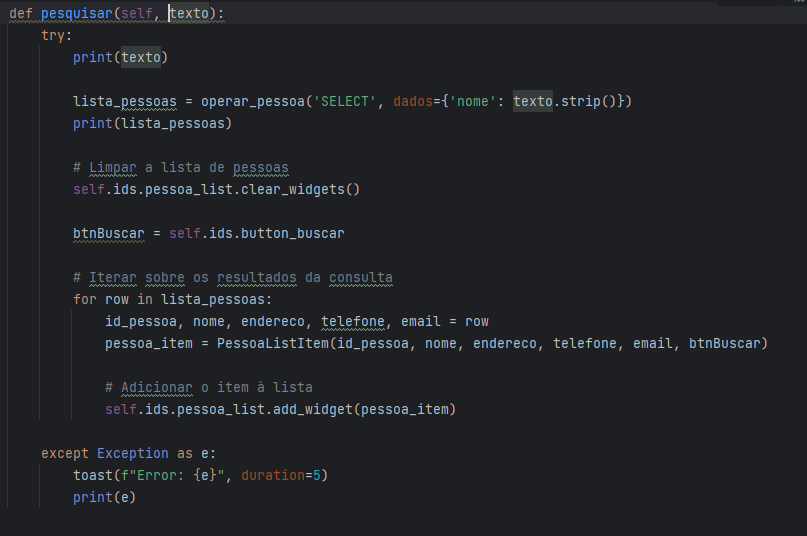 def pesquisar(self, texto):
    try:
        print(texto)

        lista_pessoas = operar_pessoa('SELECT', dados={'nome': texto.strip()})
        print(lista_pessoas)

        # Limpar a lista de pessoas
        self.ids.pessoa_list.clear_widgets()

        btnBuscar = self.ids.button_buscar

        # Iterar sobre os resultados da consulta
        for row in lista_pessoas:
            id_pessoa, nome, endereco, telefone, email = row
            pessoa_item = PessoaListItem(id_pessoa, nome, endereco, telefone, email, btnBuscar)

            # Adicionar o item à lista
            self.ids.pessoa_list.add_widget(pessoa_item)

    except Exception as e:
        toast(f"Error: {e}", duration=5)
        print(e)